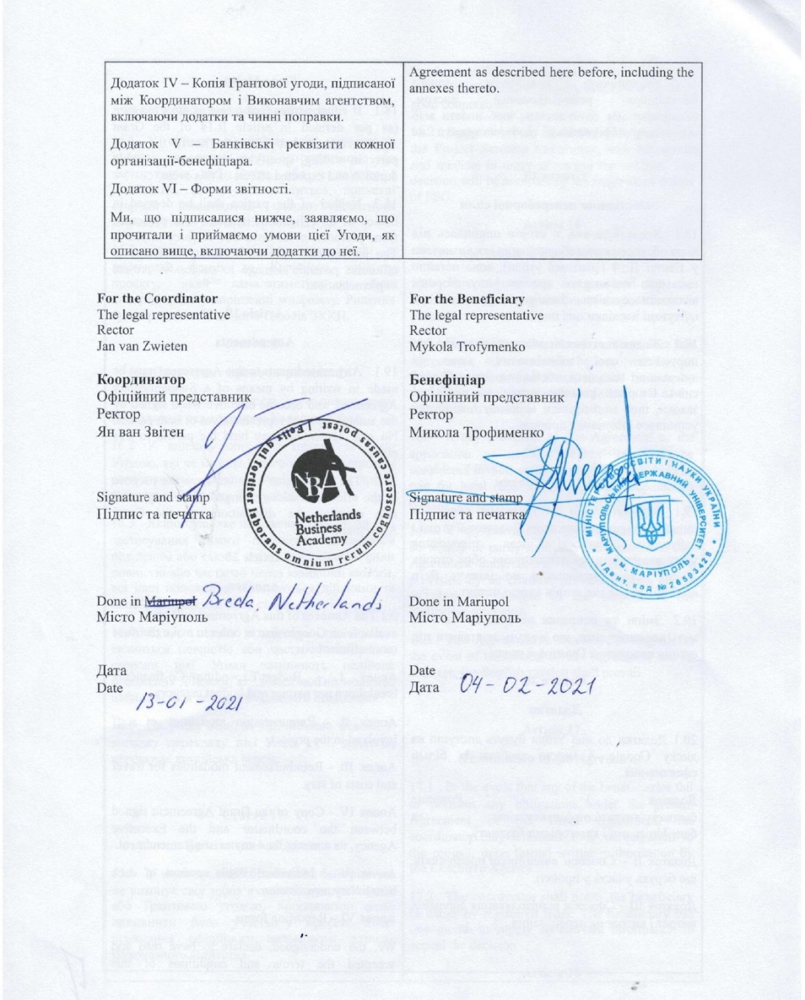 Додаток IV – Копія Грантової угоди, підписаної
між Координатором і Виконавчим агентством,
включаючи додатки та чинні поправки.
Додаток V – Банківські реквізити кожної
організації-бенефіціара.
Додаток VI – Форми звітності.
Ми, що підписалися нижче, заявляємо, що
прочитали і приймаємо умови цієї Угоди, як
описано вище, включаючи додатки до неї.
Agreement as described here before, including the
annexes thereto.
For the Coordinator
The legal representative
Rector
Jan van Zwieten
Координатор
Офіційний представник
Ректор
Ян ван Звітен
Signature and stamp
Підпис та печатка
Felix qui fortiter laborans omnium rerum cognoscere causas potest
NBA
Netherlands
Business
Academy
Done in Mariupol Breda, Netherlands
Місто Маріуполь
Дата
Date
13-01-2021
For the Beneficiary
The legal representative
Rector
Mykola Trofymenko
Бенефіціар
Офіційний представник
Ректор
Микола Трофименко
Signature and stamp
Підпис та печатка
МІНІСТЕРСТВО ОСВІТИ І НАУКИ УКРАЇНИ
МАРІУПОЛЬСЬКИЙ ДЕРЖАВНИЙ УНІВЕРСИТЕТ
* м. МАРІУПОЛЬ *
Ідент. код № 26593428
Done in Mariupol
Місто Маріуполь
Date
Дата 04-02-2021